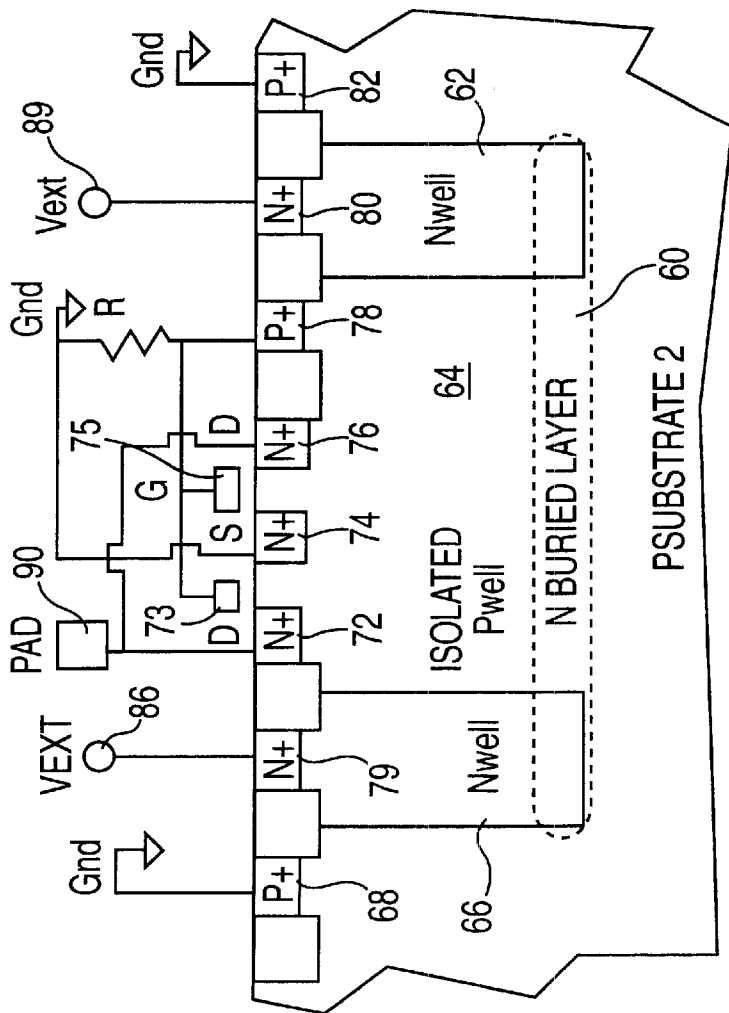 Gnd
VEXT
86
PAD
90
75
Gnd
R
Vext
89
Gnd
D
73
S
G
D
P+
N+
N+
N+
N+
P+
N+
P+
68
79
72
74
76
78
80
82
66
Nwell
ISOLATED
Pwell
64
Nwell
62
N BURIED LAYER
60
PSUBSTRATE 2